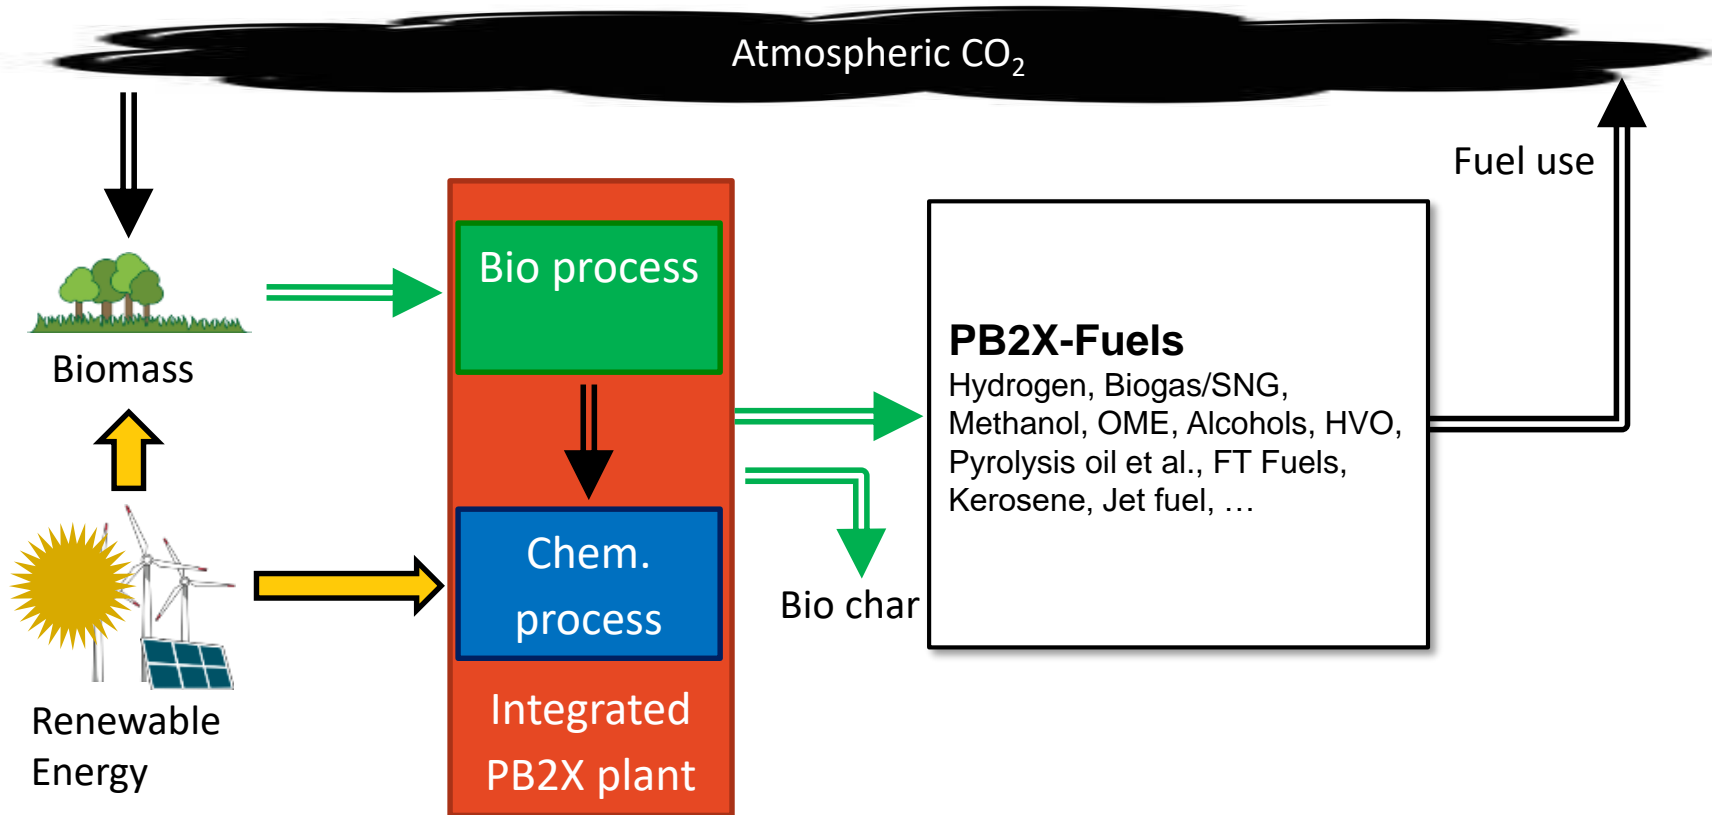 Atmospheric CO₂
Fuel use
Bio process
PB2X-Fuels
Hydrogen, Biogas/SNG,
Methanol, OME, Alcohols, HVO,
Pyrolysis oil et al., FT Fuels,
Kerosene, Jet fuel, …
Biomass
Chem.
process
Bio char
Integrated
PB2X plant
Renewable
Energy